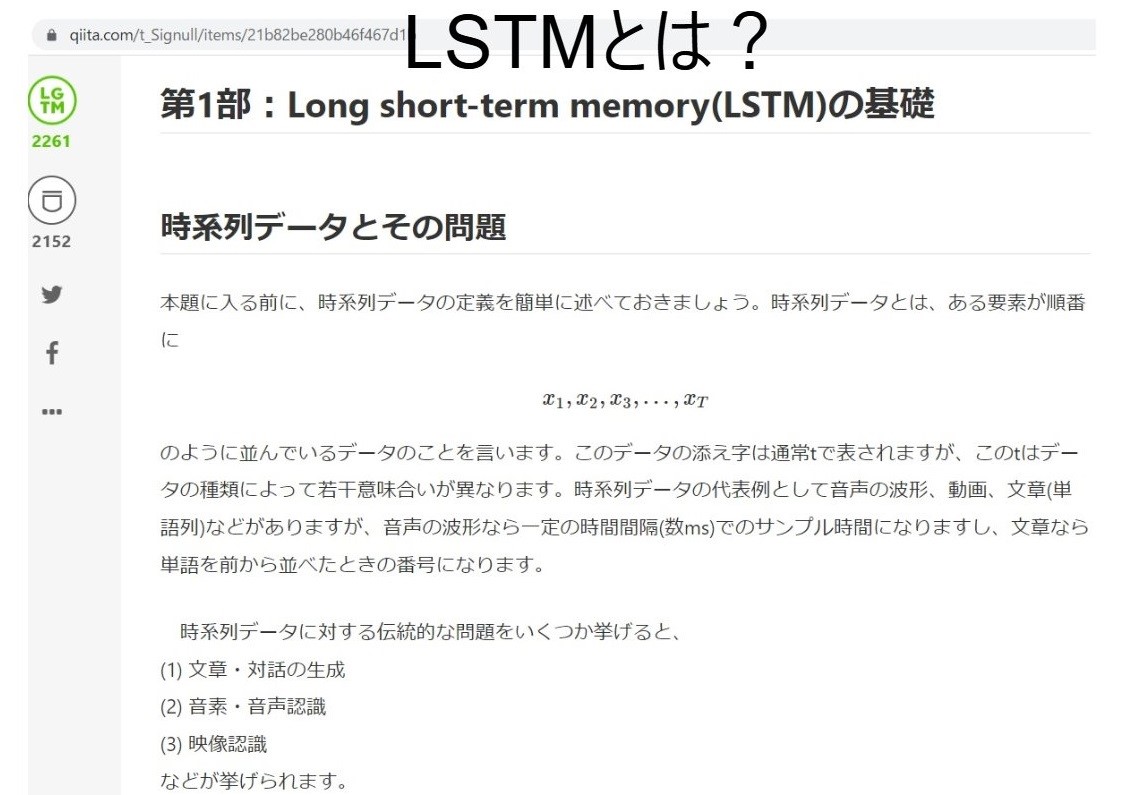 LSTMとは？
qiita.com/t_Signull/items/21b82be280b46f467d1
第1部：Long short-term memory(LSTM)の基礎
LG
TM
2261
2152
時系列データとその問題
本題に入る前に、時系列データの定義を簡単に述べておきましょう。時系列データとは、ある要素が順番
に
x₁, x₂, x₃, . . . , x_T
のように並んでいるデータのことを言います。このデータの添え字は通常tで表されますが、このtはデー
タの種類によって若干意味合いが異なります。時系列データの代表例として音声の波形、動画、文章(単
語列)などがありますが、音声の波形なら一定の時間間隔(数ms)でのサンプル時間になりますし、文章なら
単語を前から並べたときの番号になります。
時系列データに対する伝統的な問題をいくつか挙げると、
(1) 文章・対話の生成
(2) 音素・音声認識
(3) 映像認識
などが挙げられます。